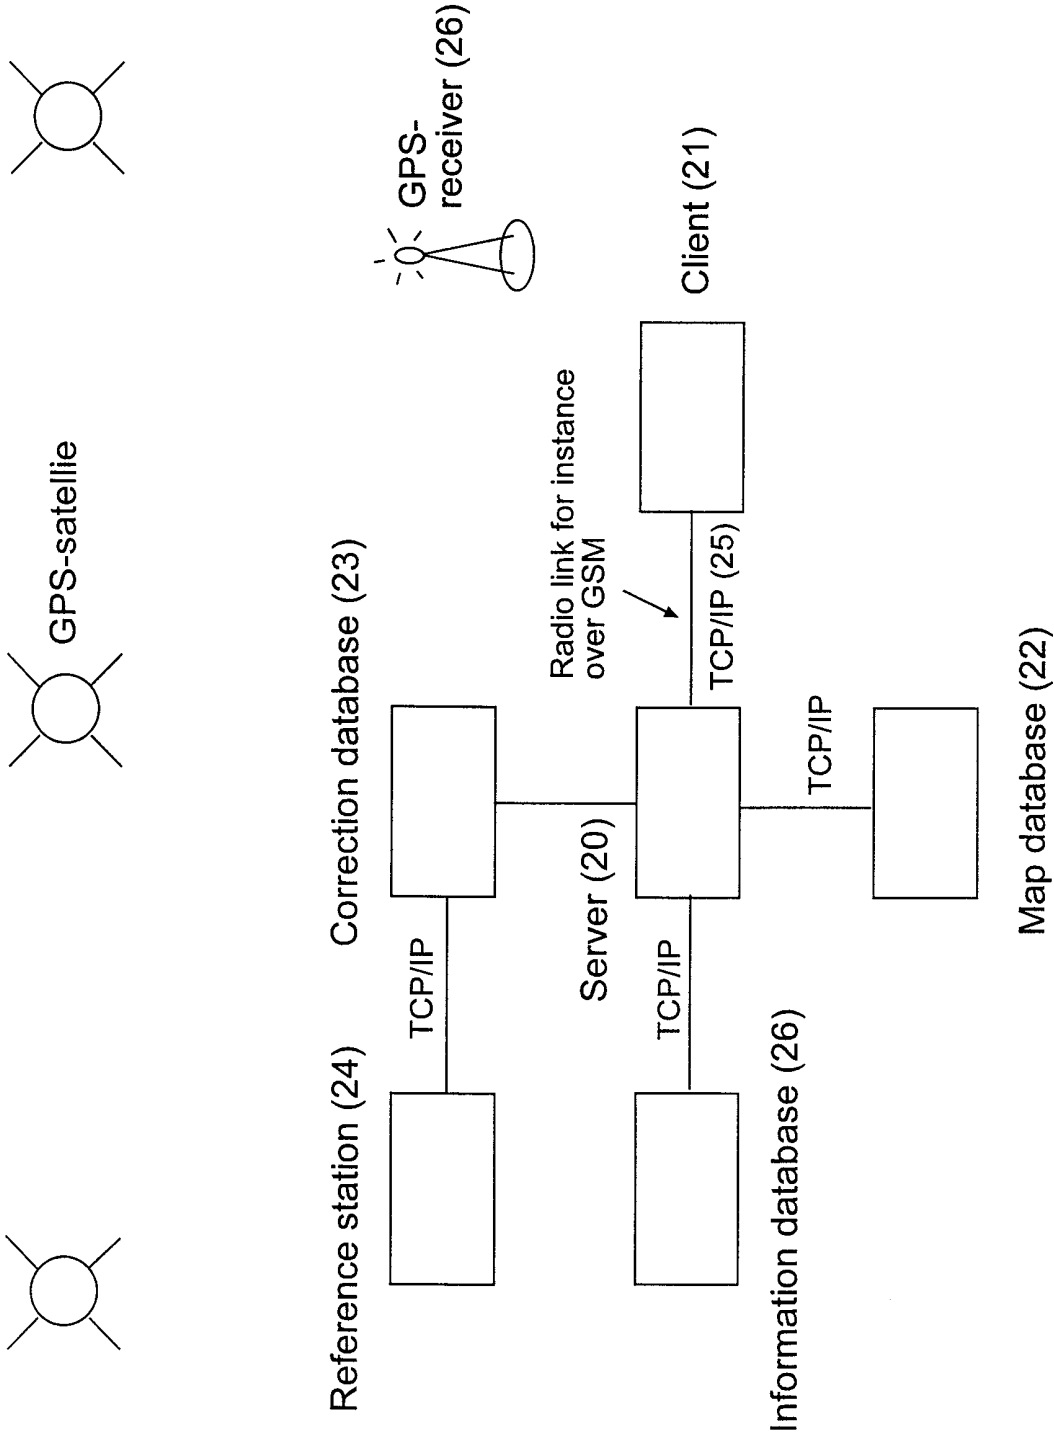 GPS-satellie
GPS-
receiver (26)
Reference station (24)
Correction database (23)
TCP/IP
Radio link for instance
over GSM
Server (20)
Client (21)
TCP/IP
TCP/IP (25)
TCP/IP
Information database (26)
Map database (22)